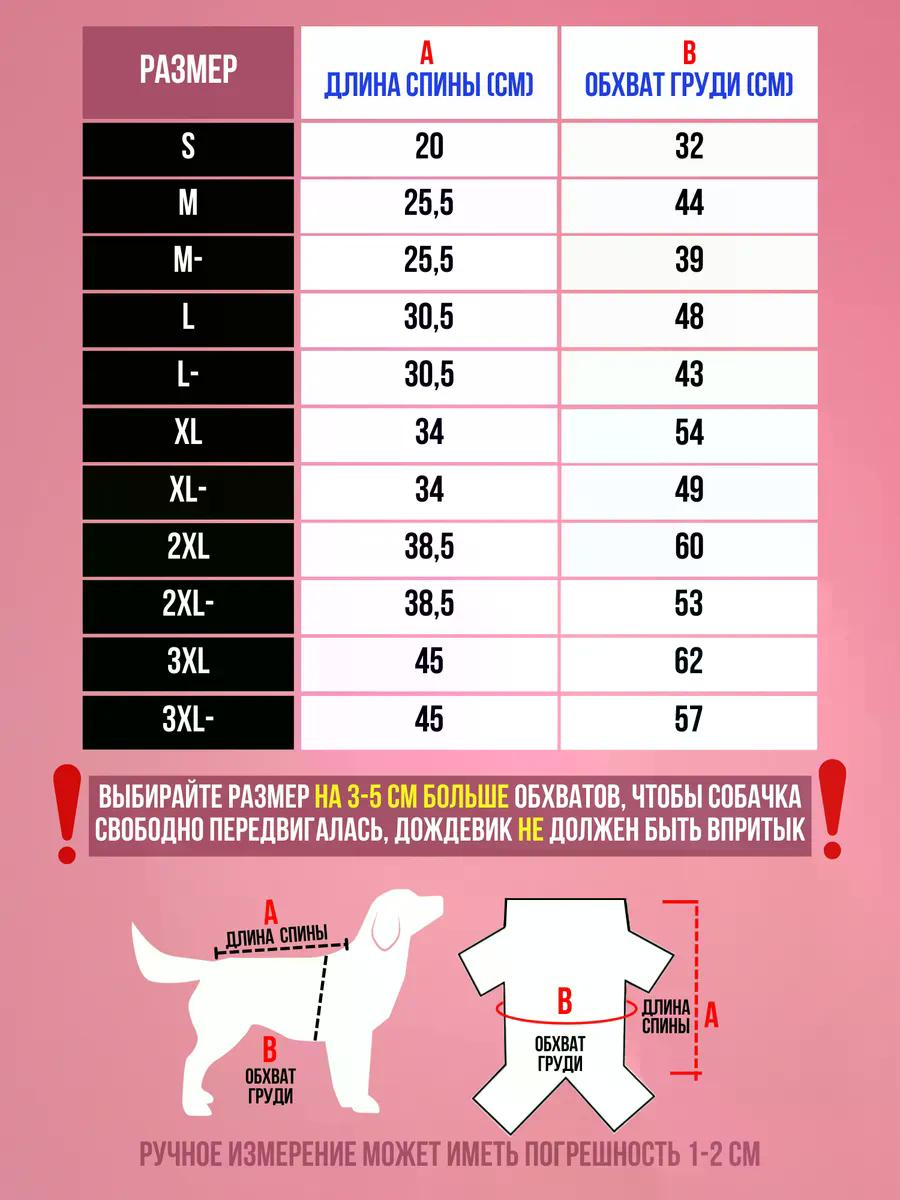 РАЗМЕР
A
ДЛИНА СПИНЫ (СМ)
B
ОБХВАТ ГРУДИ (СМ)
S 20 32
M 25,5 44
M- 25,5 39
L 30,5 48
L- 30,5 43
XL 34 54
XL- 34 49
2XL 38,5 60
2XL- 38,5 53
3XL 45 62
3XL- 45 57
ВЫБИРАЙТЕ РАЗМЕР НА 3-5 СМ БОЛЬШЕ ОБХВАТОВ, ЧТОБЫ СОБАЧКА
СВОБОДНО ПЕРЕДВИГАЛАСЬ, ДОЖДЕВИК НЕ ДОЛЖЕН БЫТЬ ВПРИТЫК
A
ДЛИНА СПИНЫ
B
ОБХВАТ
ГРУДИ
B
ОБХВАТ
ГРУДИ
ДЛИНА
СПИНЫ
A
РУЧНОЕ ИЗМЕРЕНИЕ МОЖЕТ ИМЕТЬ ПОГРЕШНОСТЬ 1-2 СМ